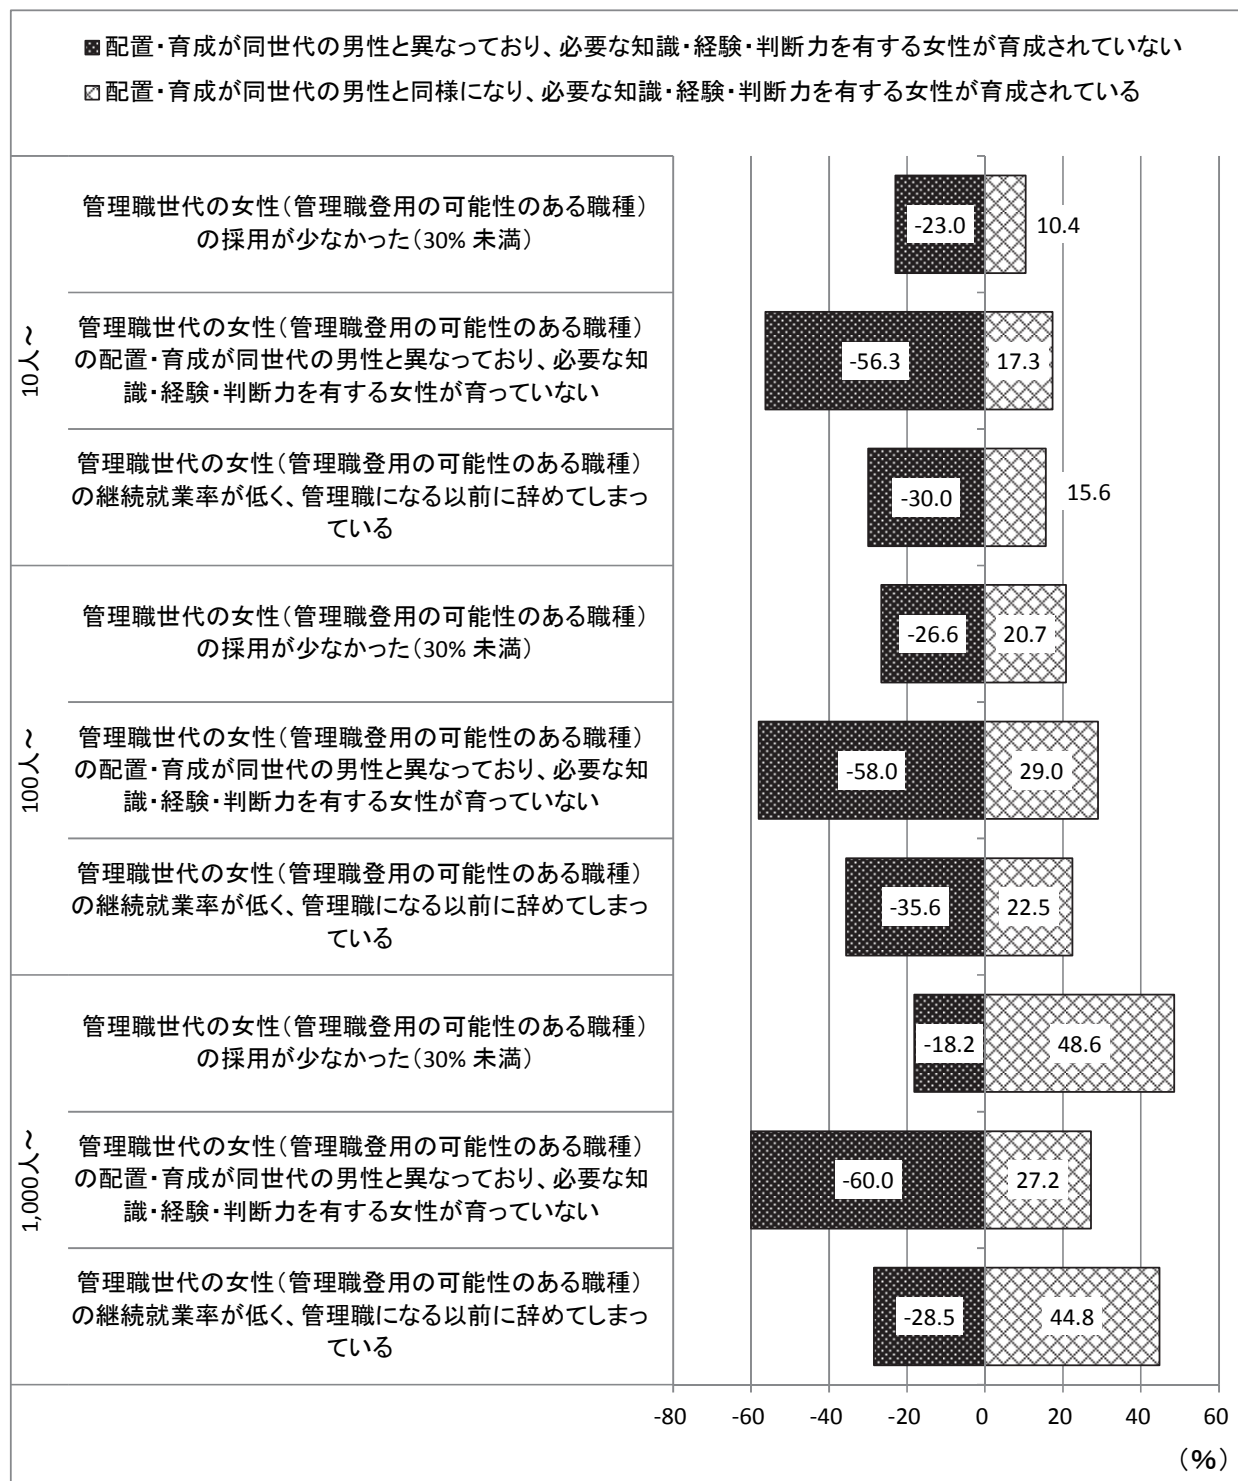 配置・育成が同世代の男性と異なっており、必要な知識・経験・判断力を有する女性が育成されていない
配置・育成が同世代の男性と同様になり、必要な知識・経験・判断力を有する女性が育成されている
10人～
管理職世代の女性（管理職登用の可能性のある職種）
の採用が少なかった（30% 未満）
-23.0
10.4
管理職世代の女性（管理職登用の可能性のある職種）
の配置・育成が同世代の男性と異なっており、必要な知
識・経験・判断力を有する女性が育っていない
-56.3
17.3
管理職世代の女性（管理職登用の可能性のある職種）
の継続就業率が低く、管理職になる以前に辞めてしまっ
ている
-30.0
15.6
100人～
管理職世代の女性（管理職登用の可能性のある職種）
の採用が少なかった（30% 未満）
-26.6
20.7
管理職世代の女性（管理職登用の可能性のある職種）
の配置・育成が同世代の男性と異なっており、必要な知
識・経験・判断力を有する女性が育っていない
-58.0
29.0
管理職世代の女性（管理職登用の可能性のある職種）
の継続就業率が低く、管理職になる以前に辞めてしまっ
ている
-35.6
22.5
1,000人～
管理職世代の女性（管理職登用の可能性のある職種）
の採用が少なかった（30% 未満）
-18.2
48.6
管理職世代の女性（管理職登用の可能性のある職種）
の配置・育成が同世代の男性と異なっており、必要な知
識・経験・判断力を有する女性が育っていない
-60.0
27.2
管理職世代の女性（管理職登用の可能性のある職種）
の継続就業率が低く、管理職になる以前に辞めてしまっ
ている
-28.5
44.8
-80 -60 -40 -20 0 20 40 60
（%）